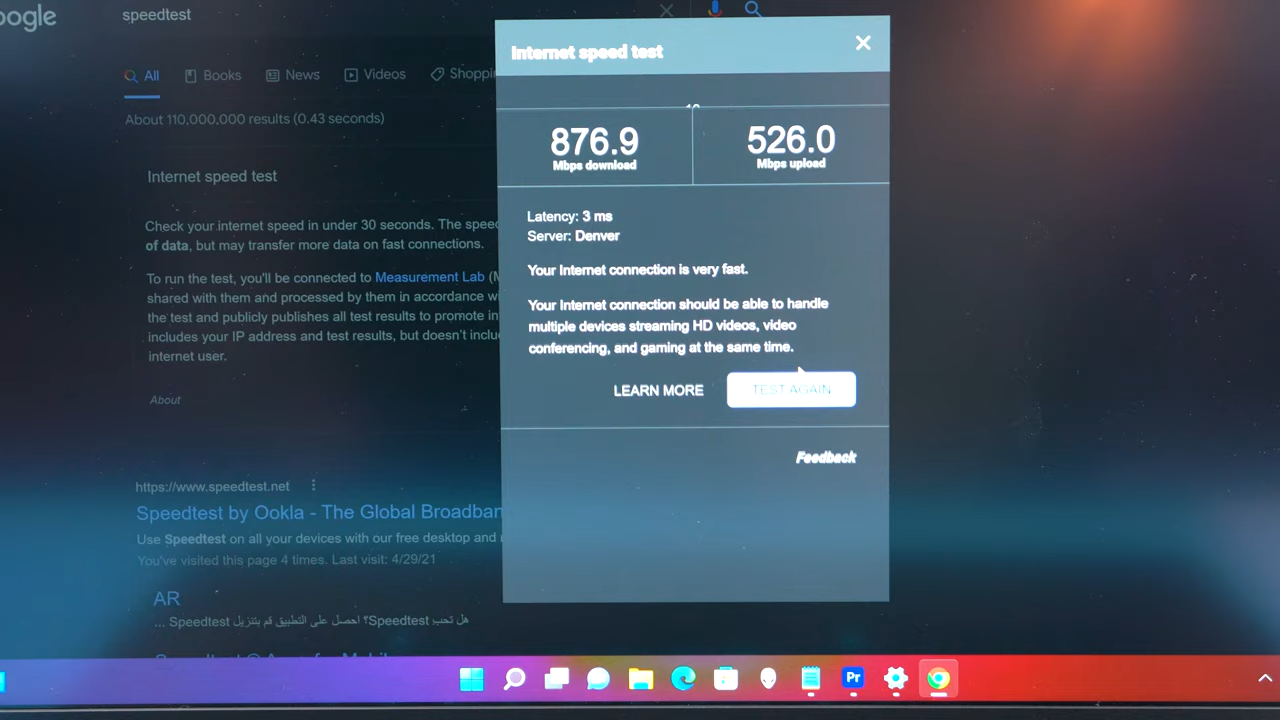 oogle
speedtest
All
Books
News
Videos
About 110,000,000 results (0.43 seconds)
Internet speed test
Check your internet speed in under 30 seconds. The
of data, but may transfer more data on fast connections.
To run the test, you'll be connected to Measurement Lab
shared with them and processed by them in accordance
the test and publicly publishes all test results to promote
includes your IP address and test results, but doesn't
internet user.
About
https://www.speedtest.net
Speedtest by Ookla - The Global
Use Speedtest on all your devices with our free desktop and
You've visited this page 4 times. Last visit: 4/29/21
AR
هل تحب Speedtest؟ احصل على التطبيق قم بتنزيل Speedtest ...
Internet speed test
876.9
Mbps download
526.0
Mbps upload
Latency: 3 ms
Server: Denver
Your Internet connection is very fast.
Your Internet connection should be able to handle
multiple devices streaming HD videos, video
conferencing, and gaming at the same time.
LEARN MORE
TEST AGAIN
Feedback
Pr